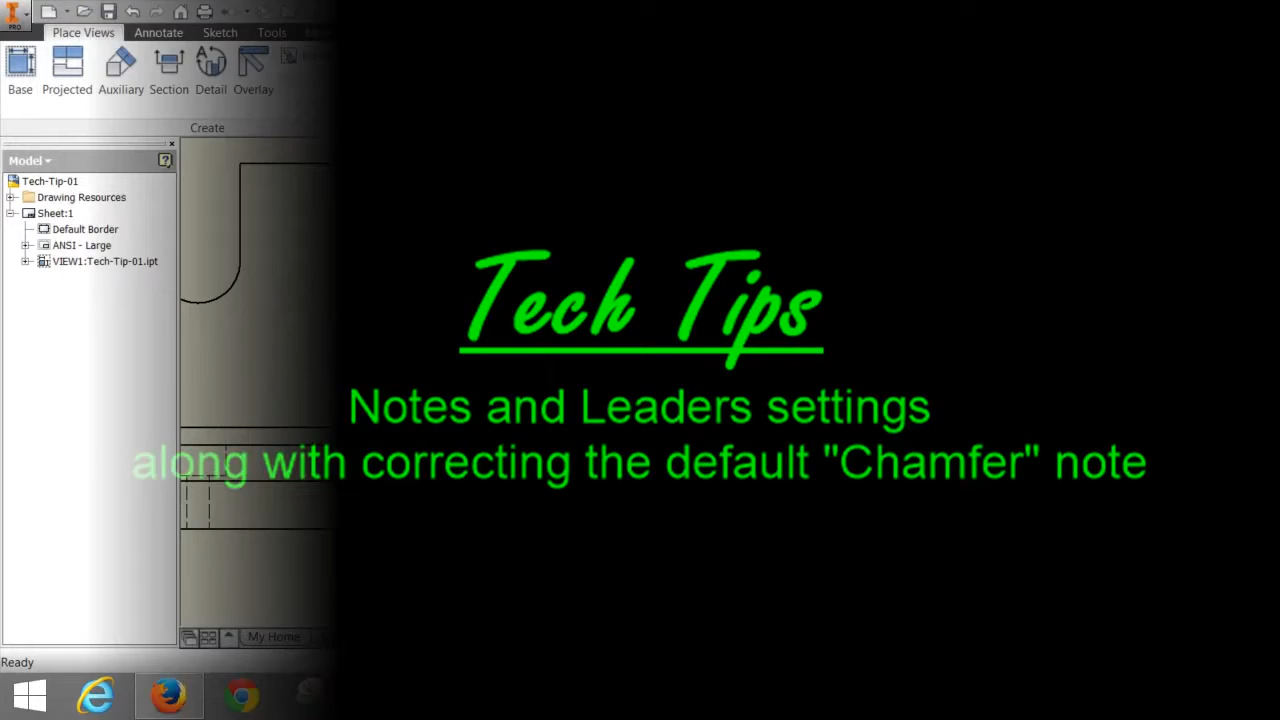 PRO
Place Views Annotate Sketch Tools
Base Projected Auxiliary Section Detail Overlay
Create
Model
Tech-Tip-01
Drawing Resources
Sheet:1
Default Border
ANSI - Large
VIEW1:Tech-Tip-01.ipt
Tech Tips
Notes and Leaders settings
along with correcting the default "Chamfer" note
My Home
Ready